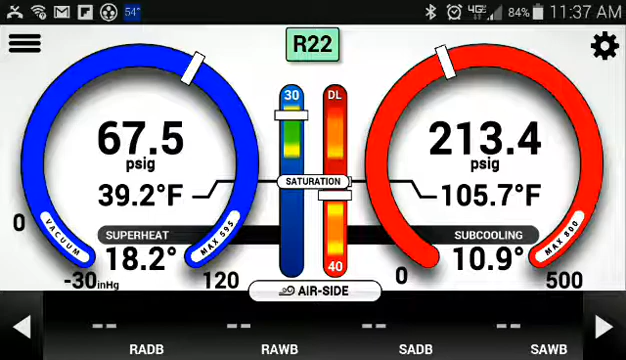 54°
4G LTE
84%
11:37 AM
R22
67.5
psig
39.2°F
0
VACUUM
MAX 595
SUPERHEAT
18.2°
-30inHg
120
30
DL
SATURATION
40
213.4
psig
105.7°F
SUBCOOLING
10.9°
MAX 800
0
500
AIR-SIDE
--
--
--
--
RADB
RAWB
SADB
SAWB